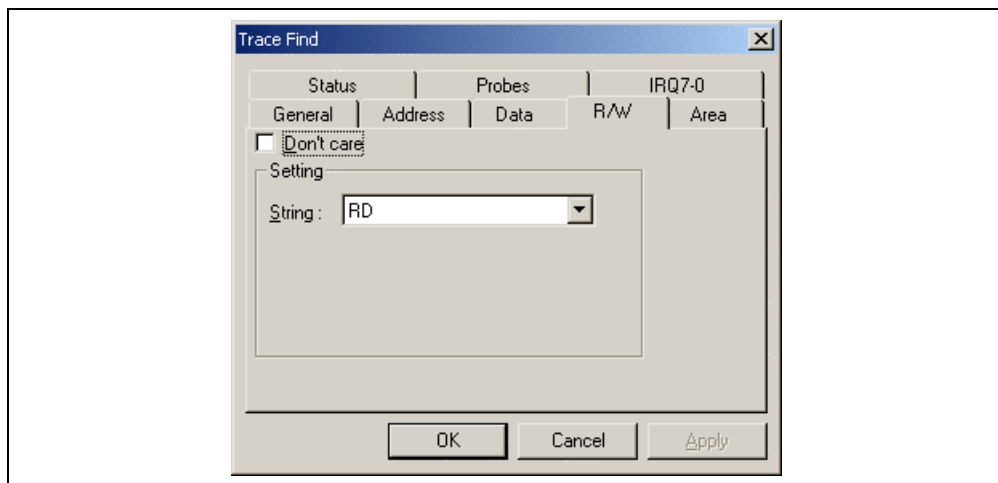 Trace Find
Status Probes IRQ7-0
General Address Data R/W Area
Don't care
Setting
String : RD
OK Cancel Apply